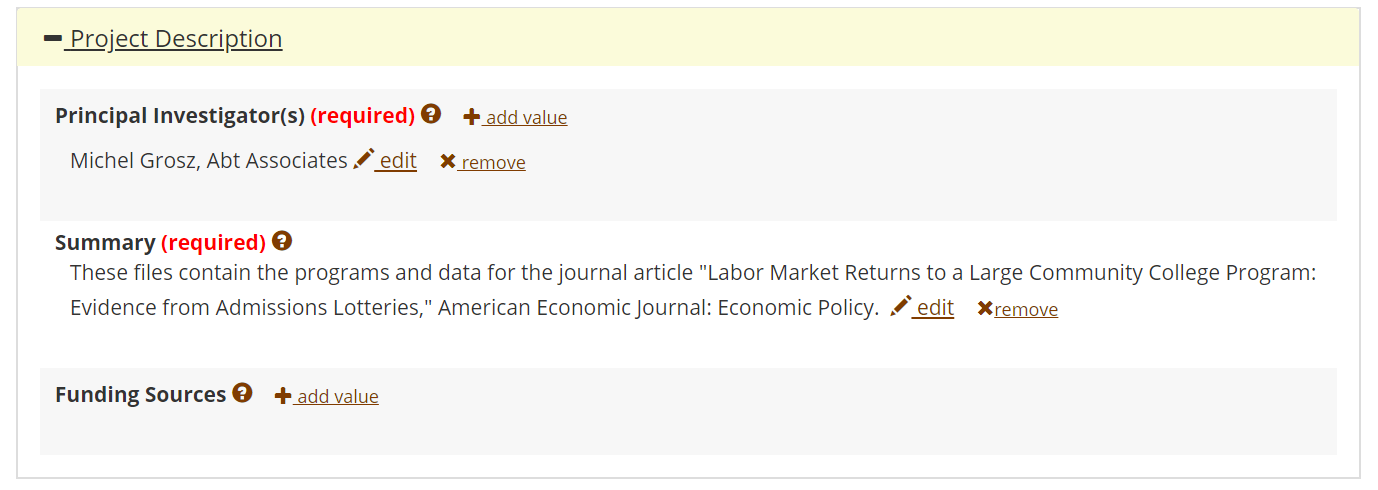 Project Description
Principal Investigator(s) (required) ? add value
Michel Grosz, Abt Associates edit remove
Summary (required) ?
These files contain the programs and data for the journal article "Labor Market Returns to a Large Community College Program:
Evidence from Admissions Lotteries," American Economic Journal: Economic Policy. edit remove
Funding Sources ? add value